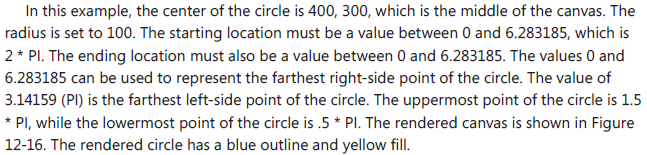 In this example, the center of the circle is 400, 300, which is the middle of the canvas. The
radius is set to 100. The starting location must be a value between 0 and 6.283185, which is
2 * PI. The ending location must also be a value between 0 and 6.283185. The values 0 and
6.283185 can be used to represent the farthest right-side point of the circle. The value of
3.14159 (PI) is the farthest left-side point of the circle. The uppermost point of the circle is 1.5
* PI, while the lowermost point of the circle is .5 * PI. The rendered canvas is shown in Figure
12-16. The rendered circle has a blue outline and yellow fill.